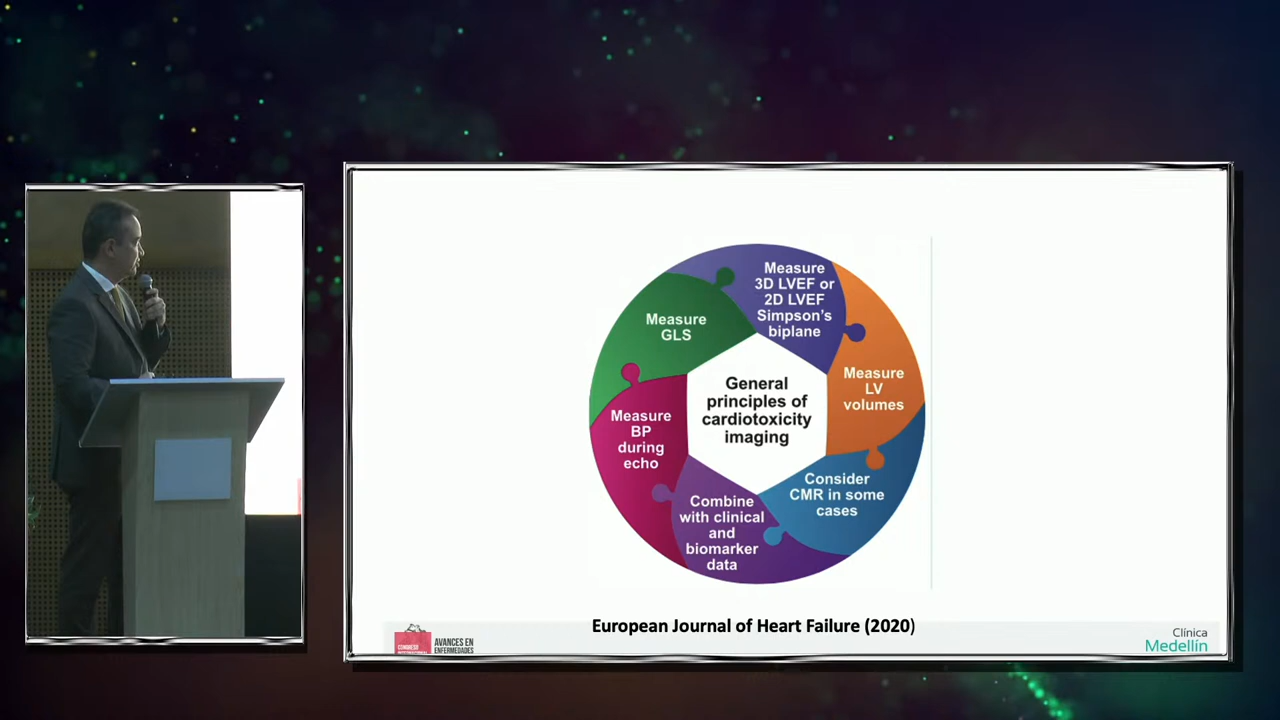 Measure
3D LVEF or
2D LVEF
Simpson's
biplane
Measure
LV
volumes
Consider
CMR in some
cases
Combine
with clinical
and
biomarker
data
Measure
BP
during
echo
Measure
GLS
General
principles of
cardiotoxicity
imaging
European Journal of Heart Failure (2020)
CONGRESO
INTERNACIONAL
AVANCES EN
ENFERMEDADES
Clínica
Medellín